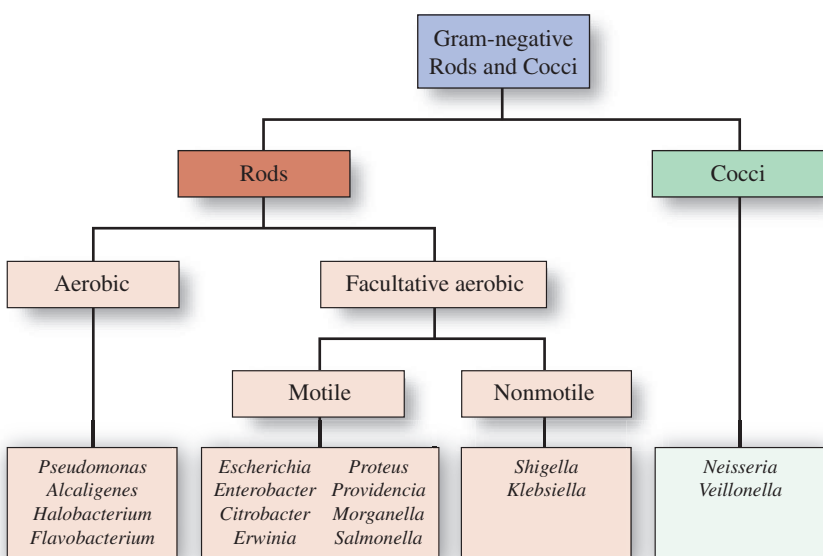 Gram-negative
Rods and Cocci
Rods
Cocci
Aerobic
Facultative aerobic
Motile
Nonmotile
Pseudomonas
Alcaligenes
Halobacterium
Flavobacterium
Escherichia
Enterobacter
Citrobacter
Erwinia
Proteus
Providencia
Morganella
Salmonella
Shigella
Klebsiella
Neisseria
Veillonella